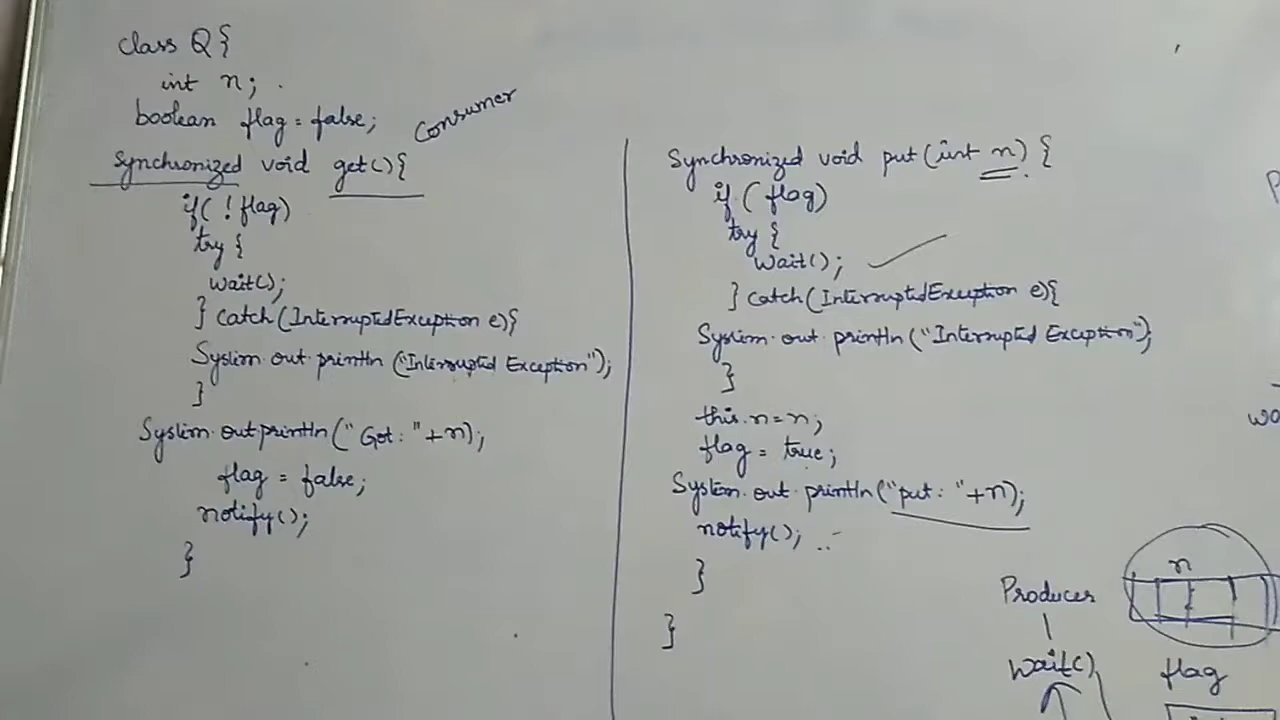 class Q {
int n;
boolean flag = false;
Consumer
Synchronized void get() {
if( ! flag)
try {
wait();
} catch (InterruptedException e) {
System.out println ("Interrupted Exception");
}
System.out println (" Got: " + n);
flag = false;
notify();
}
Synchronized void put (int n) {
if ( flag)
try {
wait();
} catch (InterruptedException e) {
System.out println ("Interrupted Exception");
}
this.n = n;
flag = true;
System.out println ("put: " + n);
notify();
}
}
Producer
wait()
n
flag